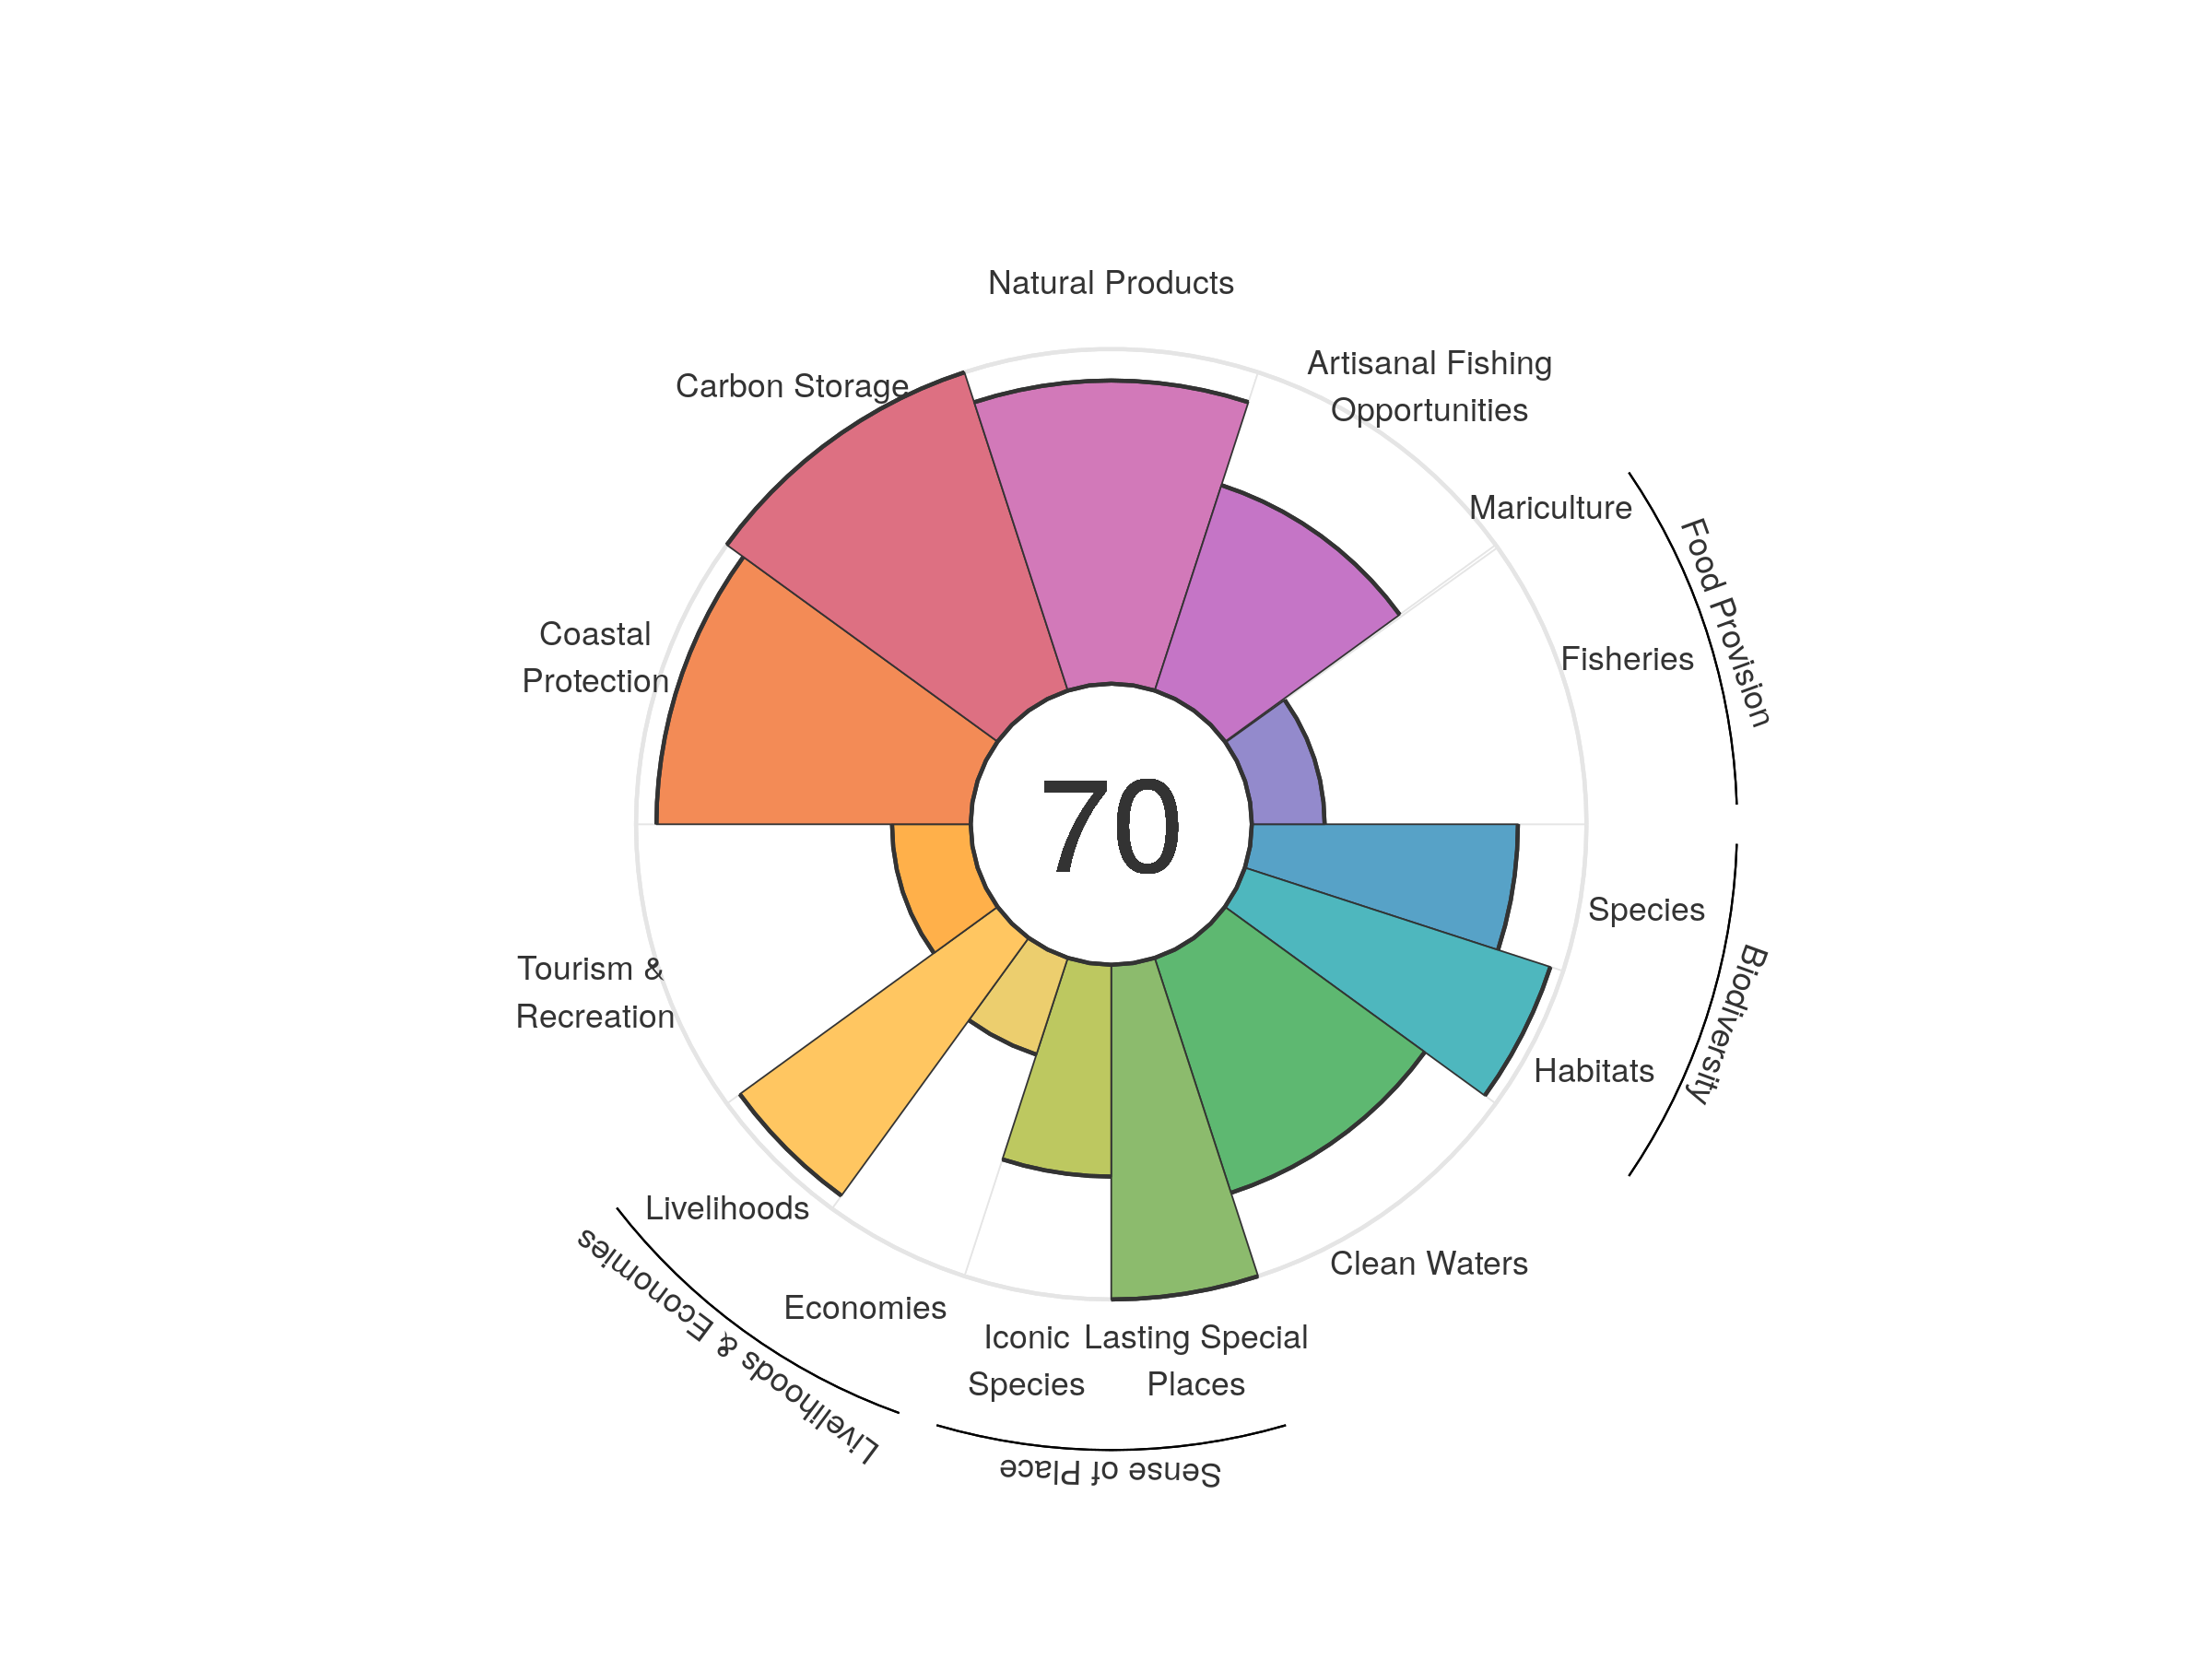 Natural Products
Artisanal Fishing
Opportunities
Carbon Storage
Mariculture
Food Provision
Coastal
Protection
Fisheries
70
Species
Biodiversity
Tourism &
Recreation
Habitats
Livelihoods
Clean Waters
Livelihoods & Economies
Economies
Iconic
Species
Lasting Special
Places
Sense of Place